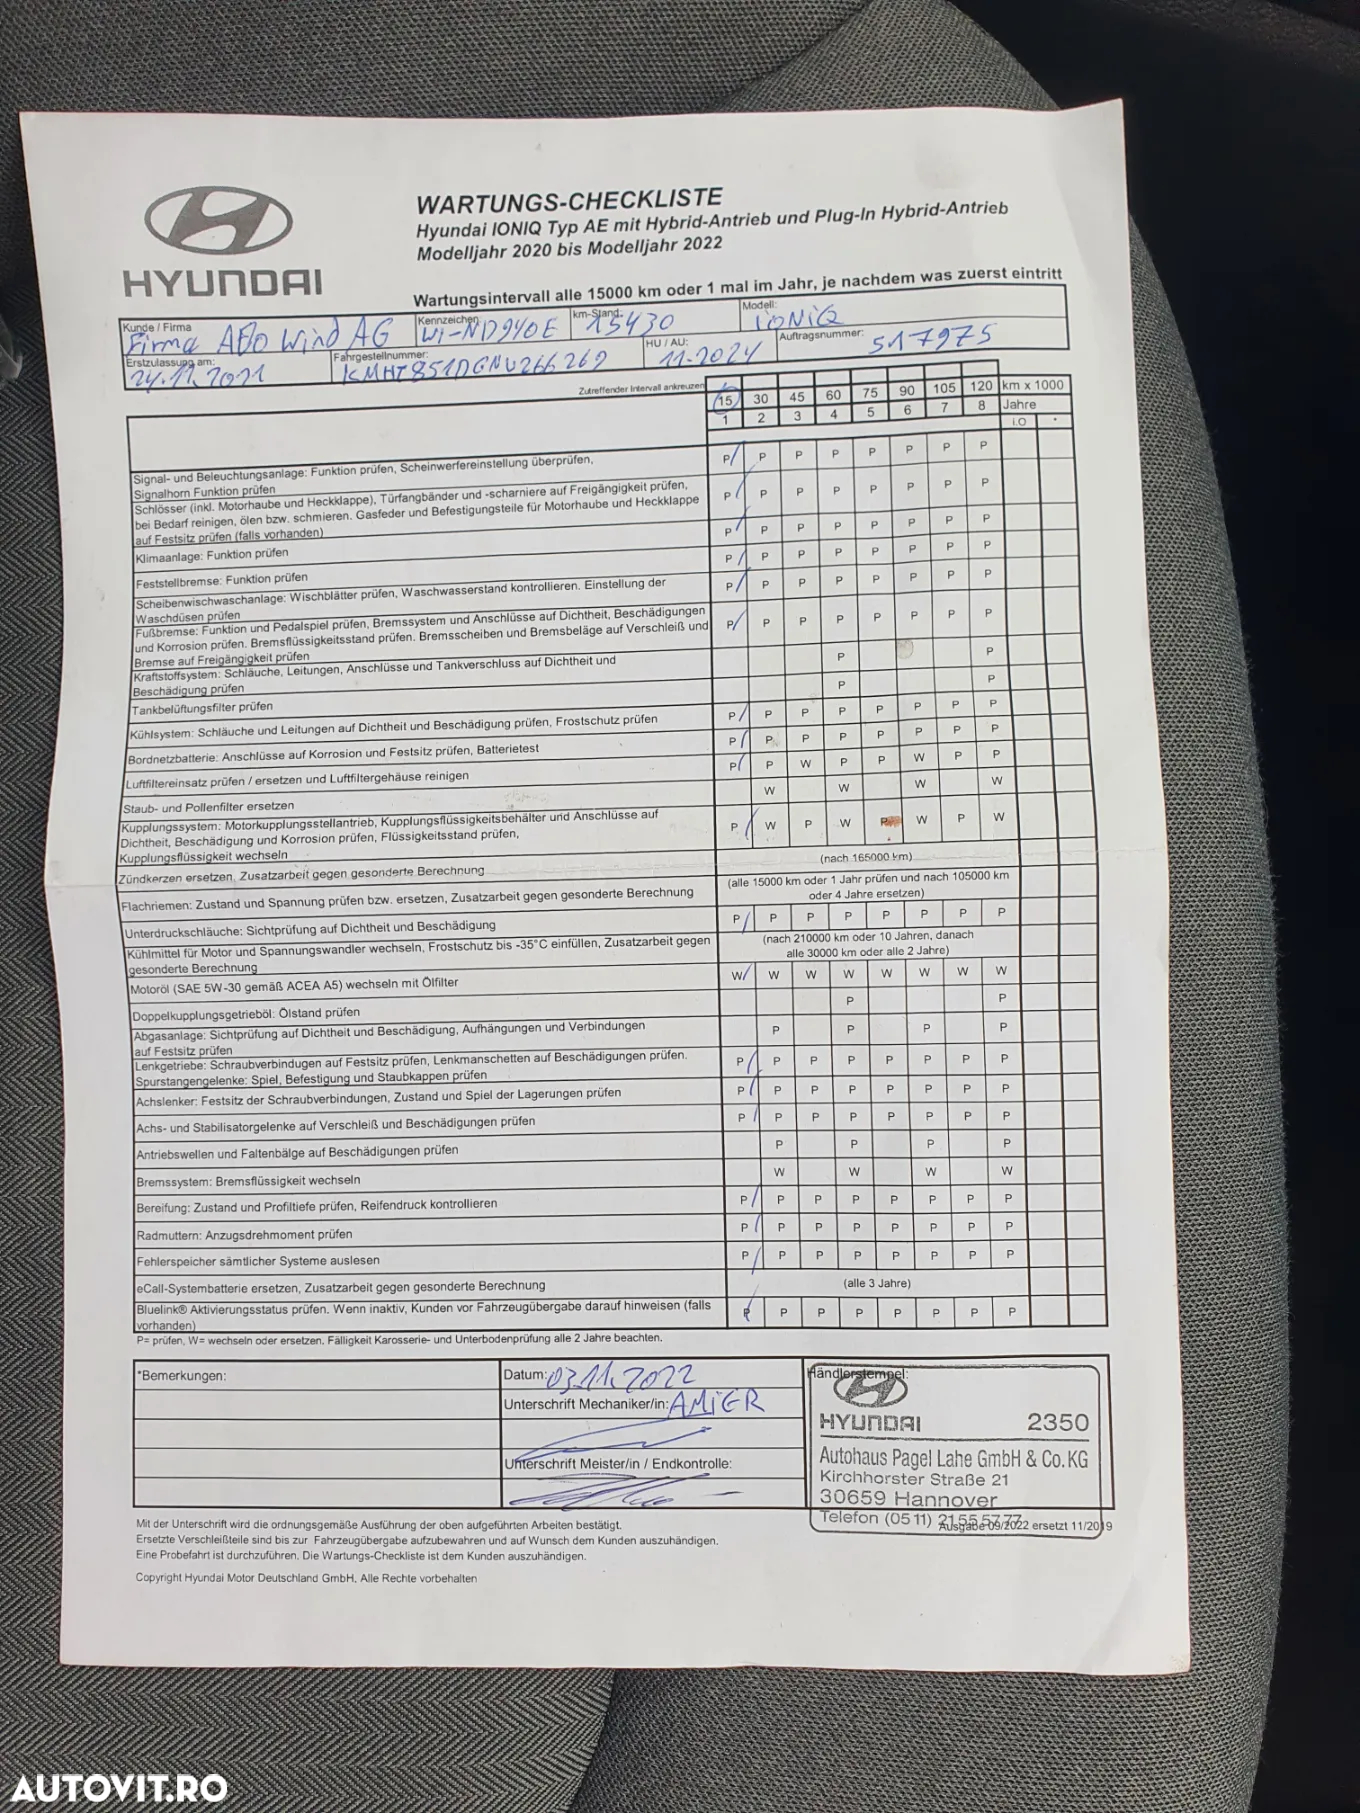 HYUNDAI
WARTUNGS-CHECKLISTE
Hyundai IONIQ Typ AE mit Hybrid-Antrieb und Plug-In Hybrid-Antrieb
Modelljahr 2020 bis Modelljahr 2022
Wartungsintervall alle 15000 km oder 1 mal im Jahr, je nachdem was zuerst eintritt
Kunde / Firma Firma ABO Wind AG Kennzeichen: WI-ND940E km-Stand: 15430 Modell: IONIQ
Erstzulassung am: 24.11.2021 Fahrgestellnummer: KMHT851DGNU266269 HU / AU: 11.2024 Auftragsnummer: 517975
Zutreffender Intervall ankreuzen 15 30 45 60 75 90 105 120 km x 1000
1 2 3 4 5 6 7 8 Jahre
i.O *
Signal- und Beleuchtungsanlage: Funktion prüfen, Scheinwerfereinstellung überprüfen,
Signalhorn Funktion prüfen P P P P P P P P
Schlösser (inkl. Motorhaube und Heckklappe), Türfangbänder und -scharniere auf Freigängigkeit prüfen,
bei Bedarf reinigen, ölen bzw. schmieren. Gasfeder und Befestigungsteile für Motorhaube und Heckklappe
auf Festsitz prüfen (falls vorhanden) P P P P P P P P
Klimaanlage: Funktion prüfen P P P P P P P P
Feststellbremse: Funktion prüfen P P P P P P P P
Scheibenwischwaschanlage: Wischblätter prüfen, Waschwasserstand kontrollieren. Einstellung der
Waschdüsen prüfen P P P P P P P P
Fußbremse: Funktion und Pedalspiel prüfen, Bremssystem und Anschlüsse auf Dichtheit, Beschädigungen
und Korrosion prüfen. Bremsflüssigkeitsstand prüfen. Bremsscheiben und Bremsbeläge auf Verschleiß und
Bremse auf Freigängigkeit prüfen P P P P P P P P
Kraftstoffsystem: Schläuche, Leitungen, Anschlüsse und Tankverschluss auf Dichtheit und
Beschädigung prüfen P P
Tankbelüftungsfilter prüfen P P
Kühlsystem: Schläuche und Leitungen auf Dichtheit und Beschädigung prüfen, Frostschutz prüfen P P P P P P P P
Bordnetzbatterie: Anschlüsse auf Korrosion und Festsitz prüfen, Batterietest P P P P P P P P
Luftfiltereinsatz prüfen / ersetzen und Luftfiltergehäuse reinigen P P W P P W P P
Staub- und Pollenfilter ersetzen W W W W
Kupplungssystem: Motorkupplungsstellantrieb, Kupplungsflüssigkeitsbehälter und Anschlüsse auf
Dichtheit, Beschädigung und Korrosion prüfen, Flüssigkeitsstand prüfen,
Kupplungsflüssigkeit wechseln P W P W P W P W
Zündkerzen ersetzen, Zusatzarbeit gegen gesonderte Berechnung (nach 165000 km)
Flachriemen: Zustand und Spannung prüfen bzw. ersetzen, Zusatzarbeit gegen gesonderte Berechnung (alle 15000 km oder 1 Jahr prüfen und nach 105000 km
oder 4 Jahre ersetzen)
Unterdruckschläuche: Sichtprüfung auf Dichtheit und Beschädigung P P P P P P P P
Kühlmittel für Motor und Spannungswandler wechseln, Frostschutz bis -35°C einfüllen, Zusatzarbeit gegen (nach 210000 km oder 10 Jahren, danach
gesonderte Berechnung alle 30000 km oder alle 2 Jahre)
Motoröl (SAE 5W-30 gemäß ACEA A5) wechseln mit Ölfilter W W W W W W W W
Doppelkupplungsgetriebeöl: Ölstand prüfen P P
Abgasanlage: Sichtprüfung auf Dichtheit und Beschädigung, Aufhängungen und Verbindungen
auf Festsitz prüfen P P P P
Lenkgetriebe: Schraubverbindugen auf Festsitz prüfen, Lenkmanschetten auf Beschädigungen prüfen.
Spurstangengelenke: Spiel, Befestigung und Staubkappen prüfen P P P P P P P P
Achslenker: Festsitz der Schraubverbindungen, Zustand und Spiel der Lagerungen prüfen P P P P P P P P
Achs- und Stabilisatorgelenke auf Verschleiß und Beschädigungen prüfen P P P P P P P P
Antriebswellen und Faltenbälge auf Beschädigungen prüfen P P P P
Bremssystem: Bremsflüssigkeit wechseln W W W W
Bereifung: Zustand und Profiltiefe prüfen, Reifendruck kontrollieren P P P P P P P P
Radmuttern: Anzugsdrehmoment prüfen P P P P P P P P
Fehlerspeicher sämtlicher Systeme auslesen P P P P P P P P
eCall-Systembatterie ersetzen, Zusatzarbeit gegen gesonderte Berechnung (alle 3 Jahre)
Bluelink® Aktivierungsstatus prüfen. Wenn inaktiv, Kunden vor Fahrzeugübergabe darauf hinweisen (falls
vorhanden) P P P P P P P P
P= prüfen, W= wechseln oder ersetzen. Fälligkeit Karosserie- und Unterbodenprüfung alle 2 Jahre beachten.
*Bemerkungen: Datum: 03.11.2022 Händlerstempel:
Unterschrift Mechaniker/in: AMiER
Unterschrift Meister/in / Endkontrolle:
HYUNDAI 2350
Autohaus Pagel Lahe GmbH & Co. KG
Kirchhorster Straße 21
30659 Hannover
Telefon (05 11) 21 55 57 77
Mit der Unterschrift wird die ordnungsgemäße Ausführung der oben aufgeführten Arbeiten bestätigt. Ausgabe 09/2022 ersetzt 11/2019
Ersetzte Verschleißteile sind bis zur Fahrzeugübergabe aufzubewahren und auf Wunsch dem Kunden auszuhändigen.
Eine Probefahrt ist durchzuführen. Die Wartungs-Checkliste ist dem Kunden auszuhändigen.
Copyright Hyundai Motor Deutschland GmbH, Alle Rechte vorbehalten
AUTOVIT.RO